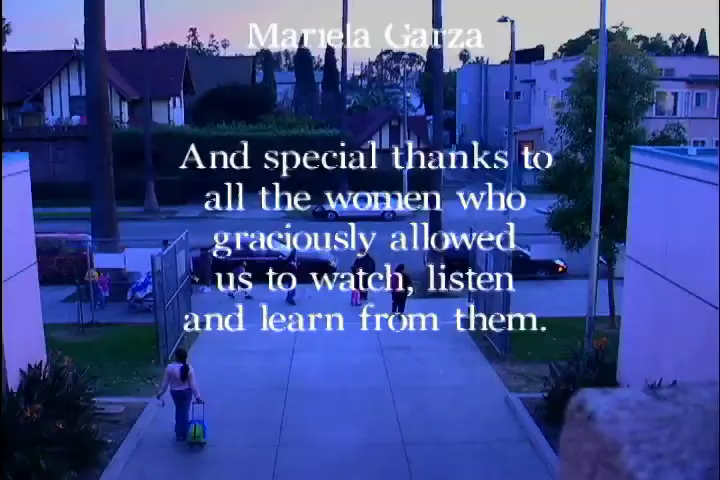 Mariela Garza
And special thanks to
all the women who
graciously allowed
us to watch, listen
and learn from them.